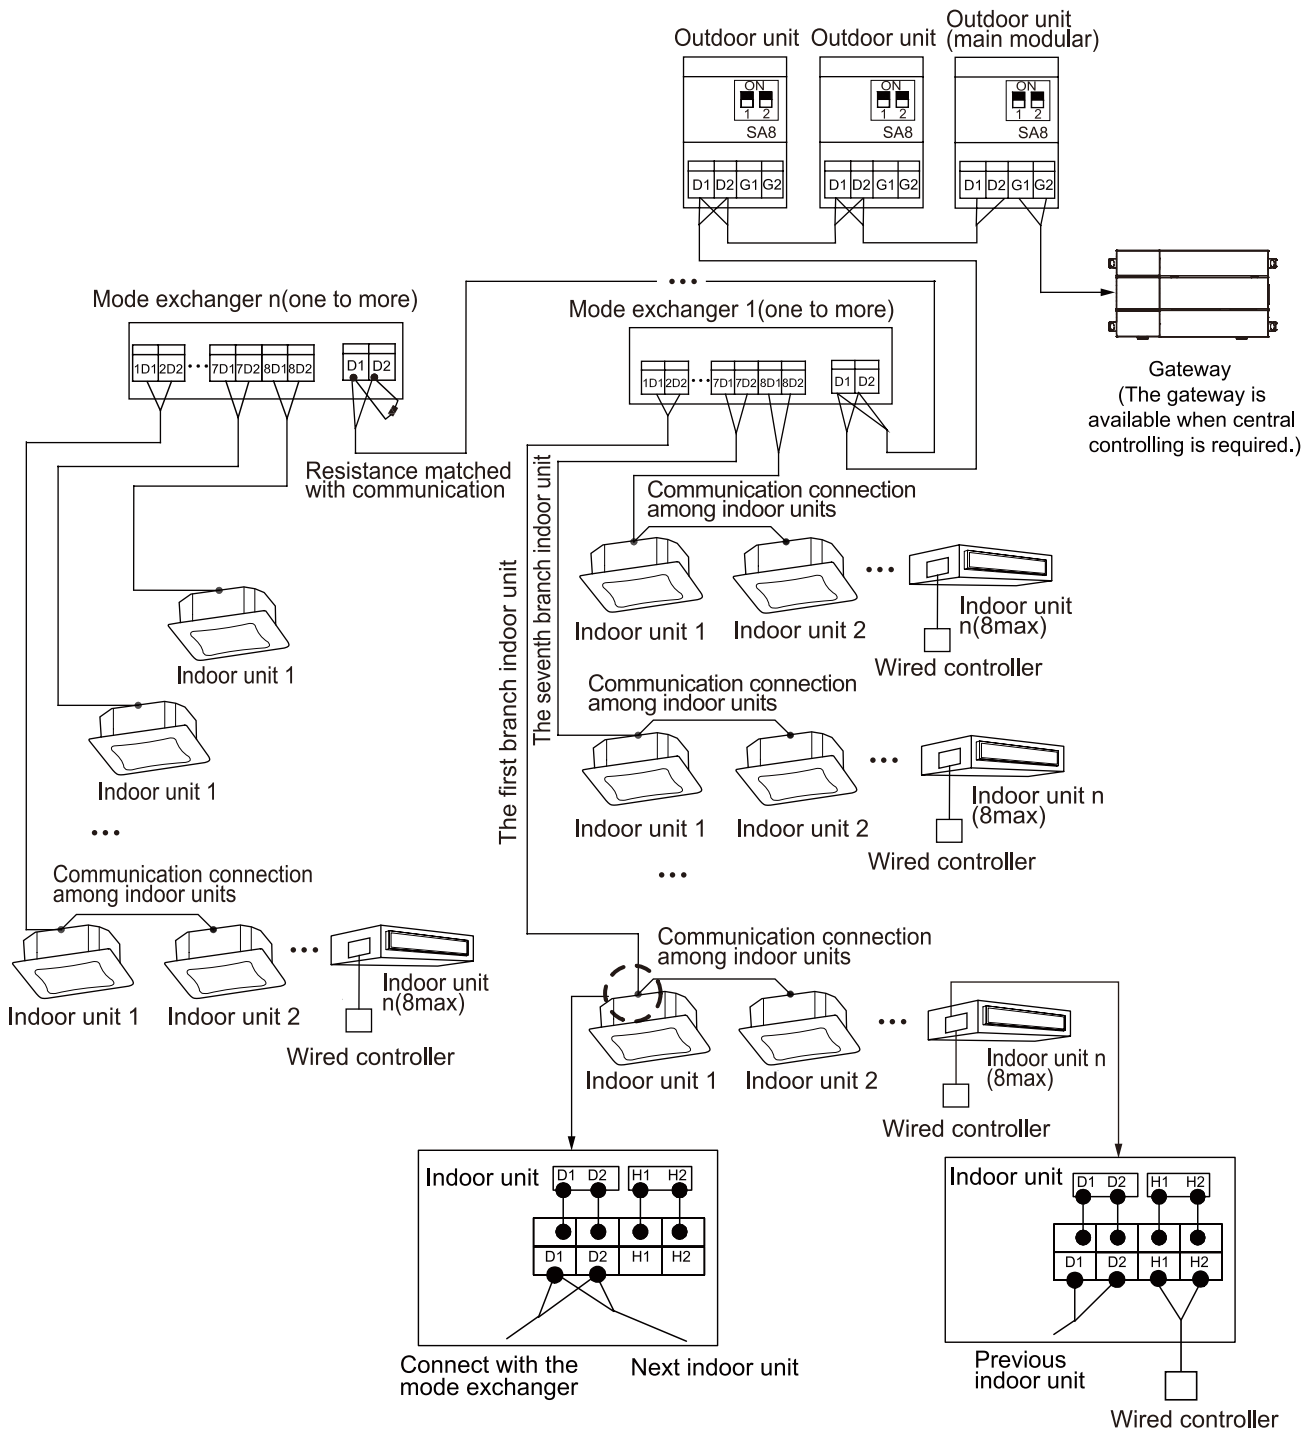 Outdoor unit
Outdoor unit
Outdoor unit
(main modular)
ON
1 2
SA8
D1 D2 G1 G2
ON
1 2
SA8
D1 D2 G1 G2
ON
1 2
SA8
D1 D2 G1 G2
Gateway
(The gateway is
available when central
controlling is required.)
Mode exchanger n(one to more)
1D1 2D2 ••• 7D1 7D2 8D1 8D2 D1 D2
Resistance matched
with communication
•••
Mode exchanger 1(one to more)
1D1 2D2 ••• 7D1 7D2 8D1 8D2 D1 D2
The first branch indoor unit
The seventh branch indoor unit
Communication connection
among indoor units
Indoor unit 1
Indoor unit 2
•••
Indoor unit
n(8max)
Wired controller
Communication connection
among indoor units
Indoor unit 1
Indoor unit 2
•••
Indoor unit n
(8max)
Wired controller
•••
Indoor unit 1
Indoor unit 1
•••
Communication connection
among indoor units
Indoor unit 1
Indoor unit 2
•••
Indoor unit
n(8max)
Wired controller
Communication connection
among indoor units
Indoor unit 1
Indoor unit 2
•••
Indoor unit n
(8max)
Wired controller
Indoor unit
D1 D2 H1 H2
D1 D2 H1 H2
Connect with the
mode exchanger
Next indoor unit
Indoor unit
D1 D2 H1 H2
D1 D2 H1 H2
Previous
indoor unit
Wired controller